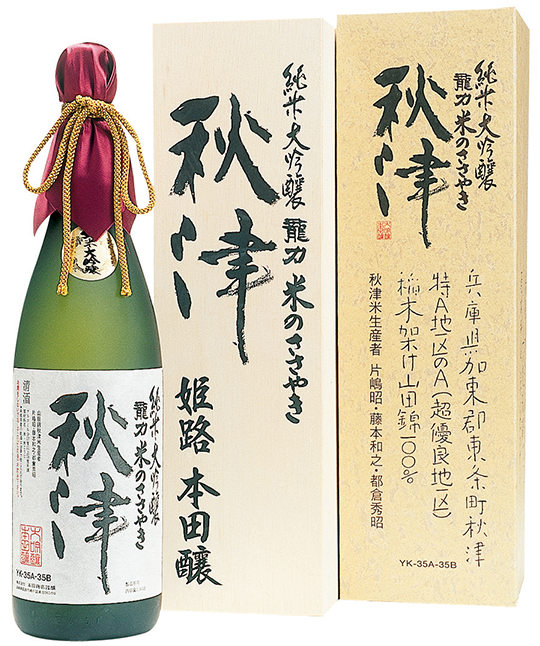 純米大吟醸
龍力 米のささやき
秋津
清酒
YK-35A-35B
純米大吟醸
龍力 米のささやき
秋津
姫路 本田醸
純米大吟醸
龍力 米のささやき
秋津
兵庫県加東郡東条町秋津
特A地区のA(超優良地区)
稲木架け山田錦一〇〇%
秋津米生産者 片嶋昭・藤本和之・都倉秀昭
YK-35A-35B